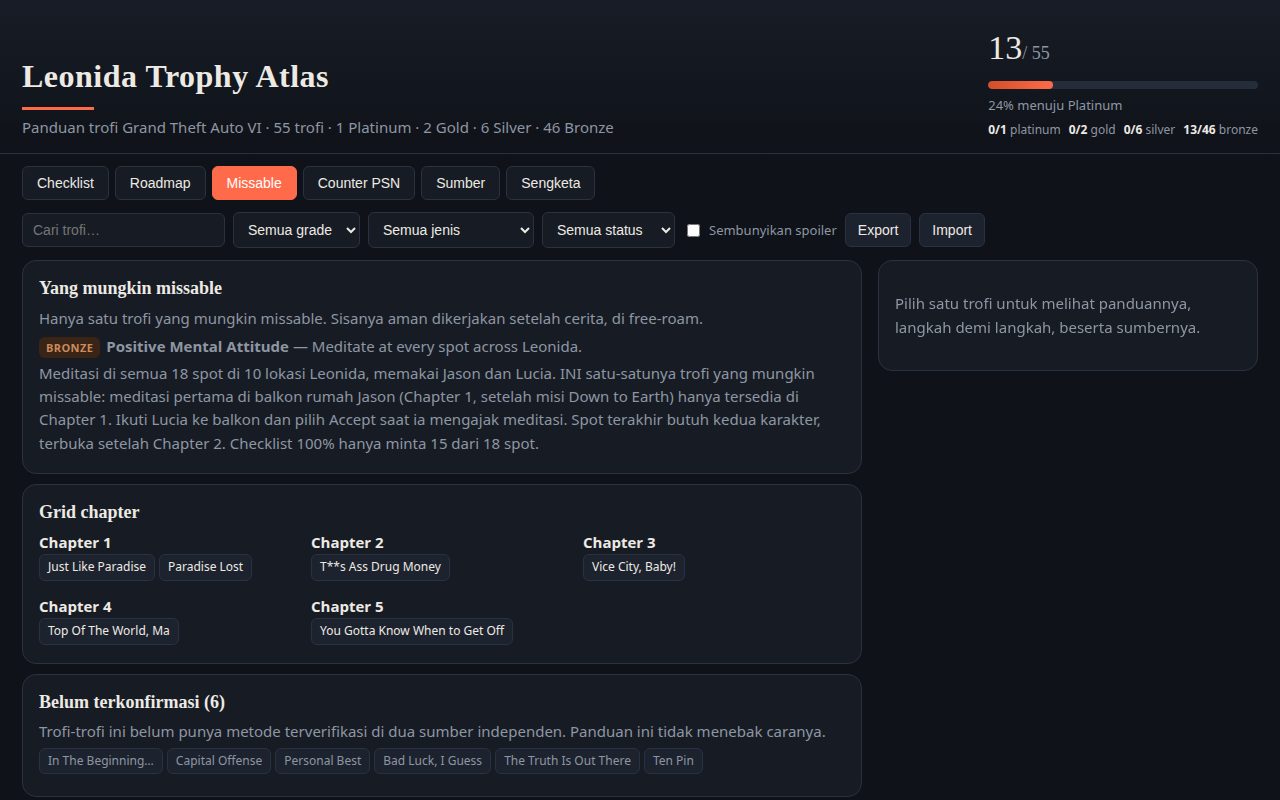 Leonida Trophy Atlas
Panduan trofi Grand Theft Auto VI · 55 trofi · 1 Platinum · 2 Gold · 6 Silver · 46 Bronze
13/ 55
24% menuju Platinum
0/1 platinum 0/2 gold 0/6 silver 13/46 bronze
Checklist Roadmap Missable Counter PSN Sumber Sengketa
Cari trofi… Semua grade Semua jenis Semua status Sembunyikan spoiler Export Import
Yang mungkin missable
Hanya satu trofi yang mungkin missable. Sisanya aman dikerjakan setelah cerita, di free-roam.
BRONZE Positive Mental Attitude — Meditate at every spot across Leonida.
Meditasi di semua 18 spot di 10 lokasi Leonida, memakai Jason dan Lucia. INI satu-satunya trofi yang mungkin
missable: meditasi pertama di balkon rumah Jason (Chapter 1, setelah misi Down to Earth) hanya tersedia di
Chapter 1. Ikuti Lucia ke balkon dan pilih Accept saat ia mengajak meditasi. Spot terakhir butuh kedua karakter,
terbuka setelah Chapter 2. Checklist 100% hanya minta 15 dari 18 spot.
Pilih satu trofi untuk melihat panduannya,
langkah demi langkah, beserta sumbernya.
Grid chapter
Chapter 1 Chapter 2 Chapter 3
Just Like Paradise Paradise Lost T**s Ass Drug Money Vice City, Baby!
Chapter 4 Chapter 5
Top Of The World, Ma You Gotta Know When to Get Off
Belum terkonfirmasi (6)
Trofi-trofi ini belum punya metode terverifikasi di dua sumber independen. Panduan ini tidak menebak caranya.
In The Beginning... Capital Offense Personal Best Bad Luck, I Guess The Truth Is Out There Ten Pin